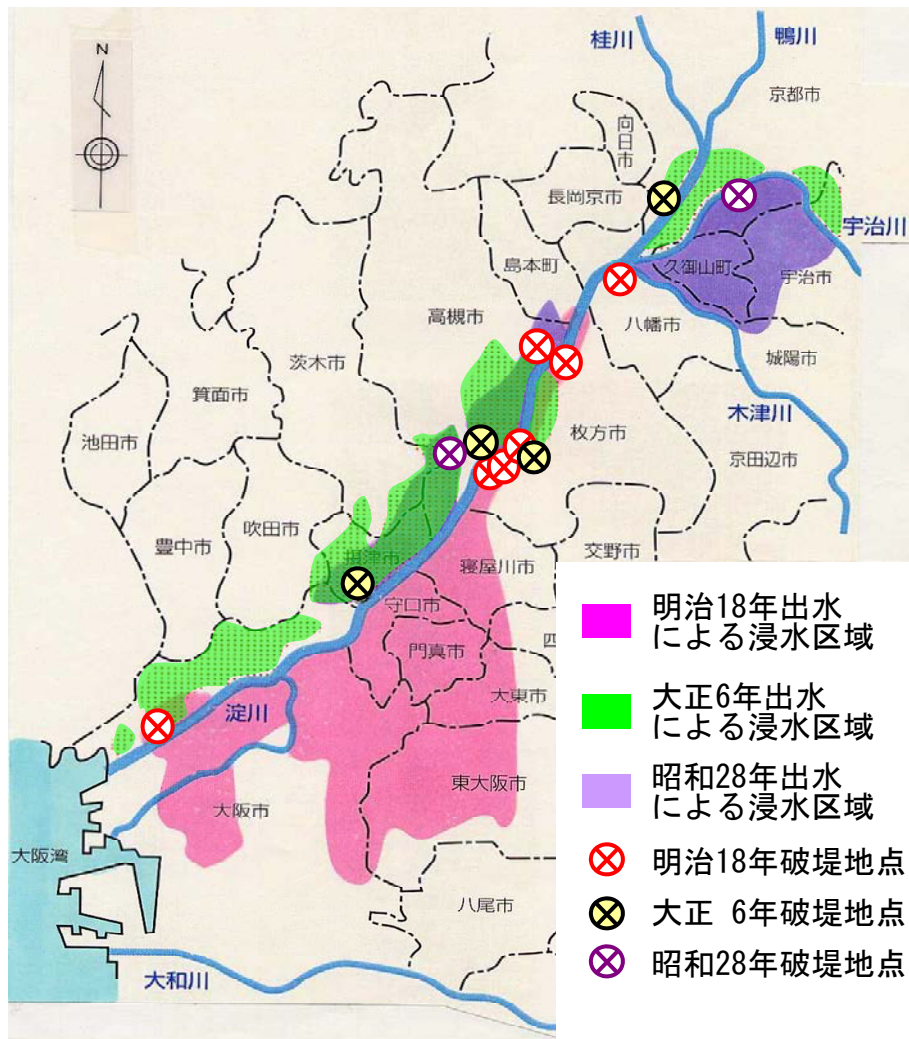 N
桂川
鴨川
京都市
向日市
長岡京市
宇治川
島本町
久御山町
宇治市
高槻市
八幡市
茨木市
城陽市
箕面市
木津川
池田市
枚方市
京田辺市
吹田市
豊中市
交野市
摂津市
寝屋川市
守口市
門真市
四
大東市
淀川
東大阪市
大阪市
大阪湾
八尾市
大和川
明治18年出水
による浸水区域
大正6年出水
による浸水区域
昭和28年出水
による浸水区域
明治18年破堤地点
大正 6年破堤地点
昭和28年破堤地点